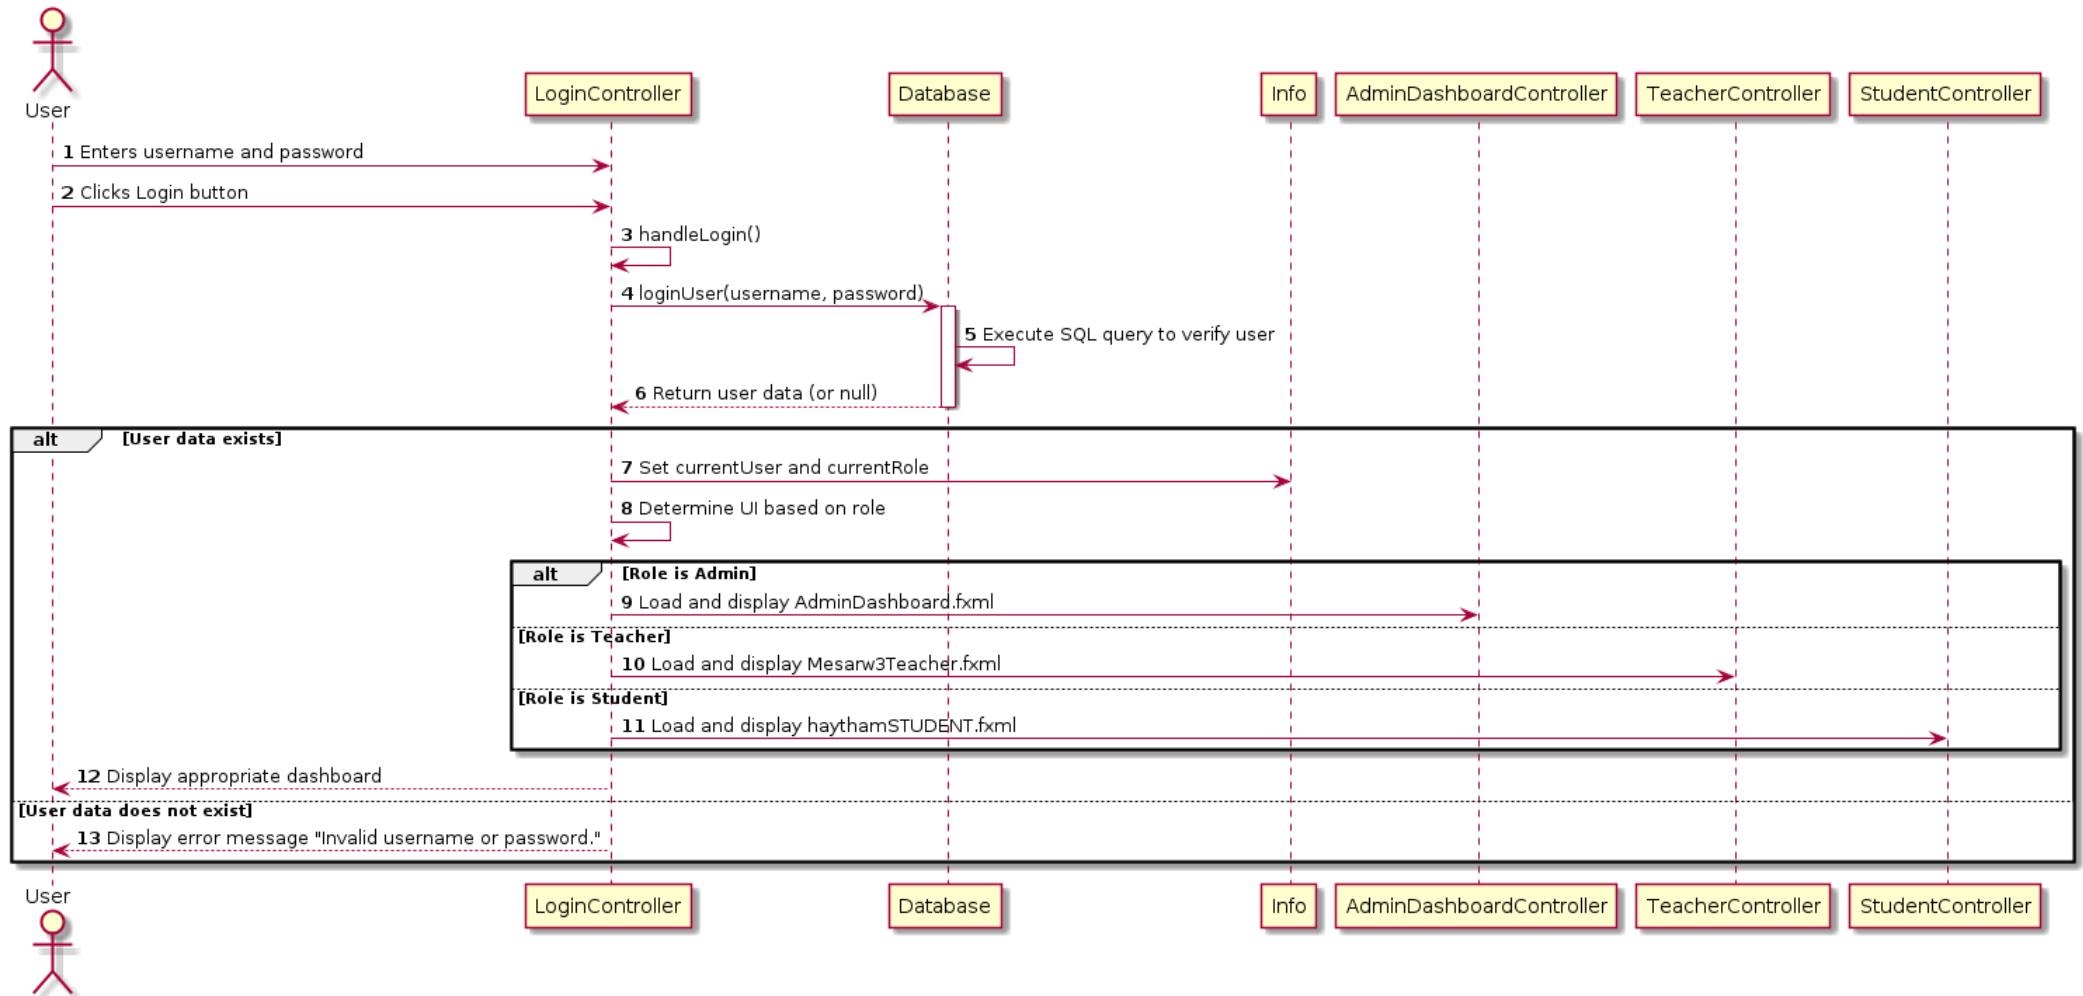 User
LoginController
Database
Info
AdminDashboardController
TeacherController
StudentController
1 Enters username and password
2 Clicks Login button
3 handleLogin()
4 loginUser(username, password)
5 Execute SQL query to verify user
6 Return user data (or null)
alt [User data exists]
7 Set currentUser and currentRole
8 Determine UI based on role
alt [Role is Admin]
9 Load and display AdminDashboard.fxml
[Role is Teacher]
10 Load and display Mesarw3Teacher.fxml
[Role is Student]
11 Load and display haythamSTUDENT.fxml
12 Display appropriate dashboard
[User data does not exist]
13 Display error message "Invalid username or password."
User
LoginController
Database
Info
AdminDashboardController
TeacherController
StudentController